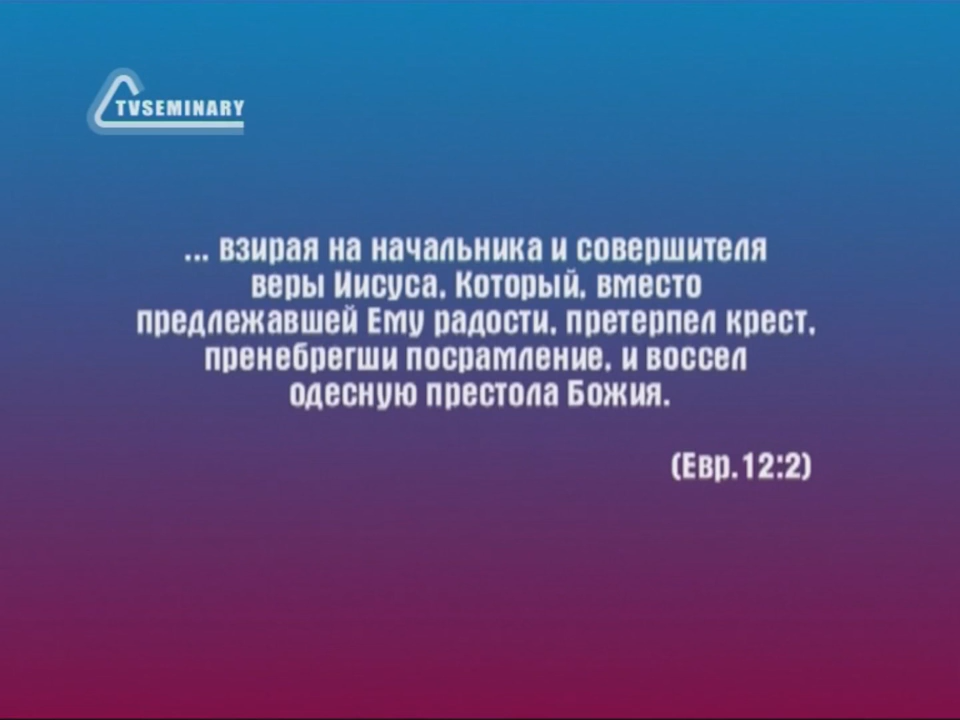 TVSEMINARY
... взирая на начальника и совершителя
веры Иисуса, Который, вместо
предлежавшей Ему радости, претерпел крест,
пренебрегши посрамление, и воссел
одесную престола Божия.
(Евр.12:2)